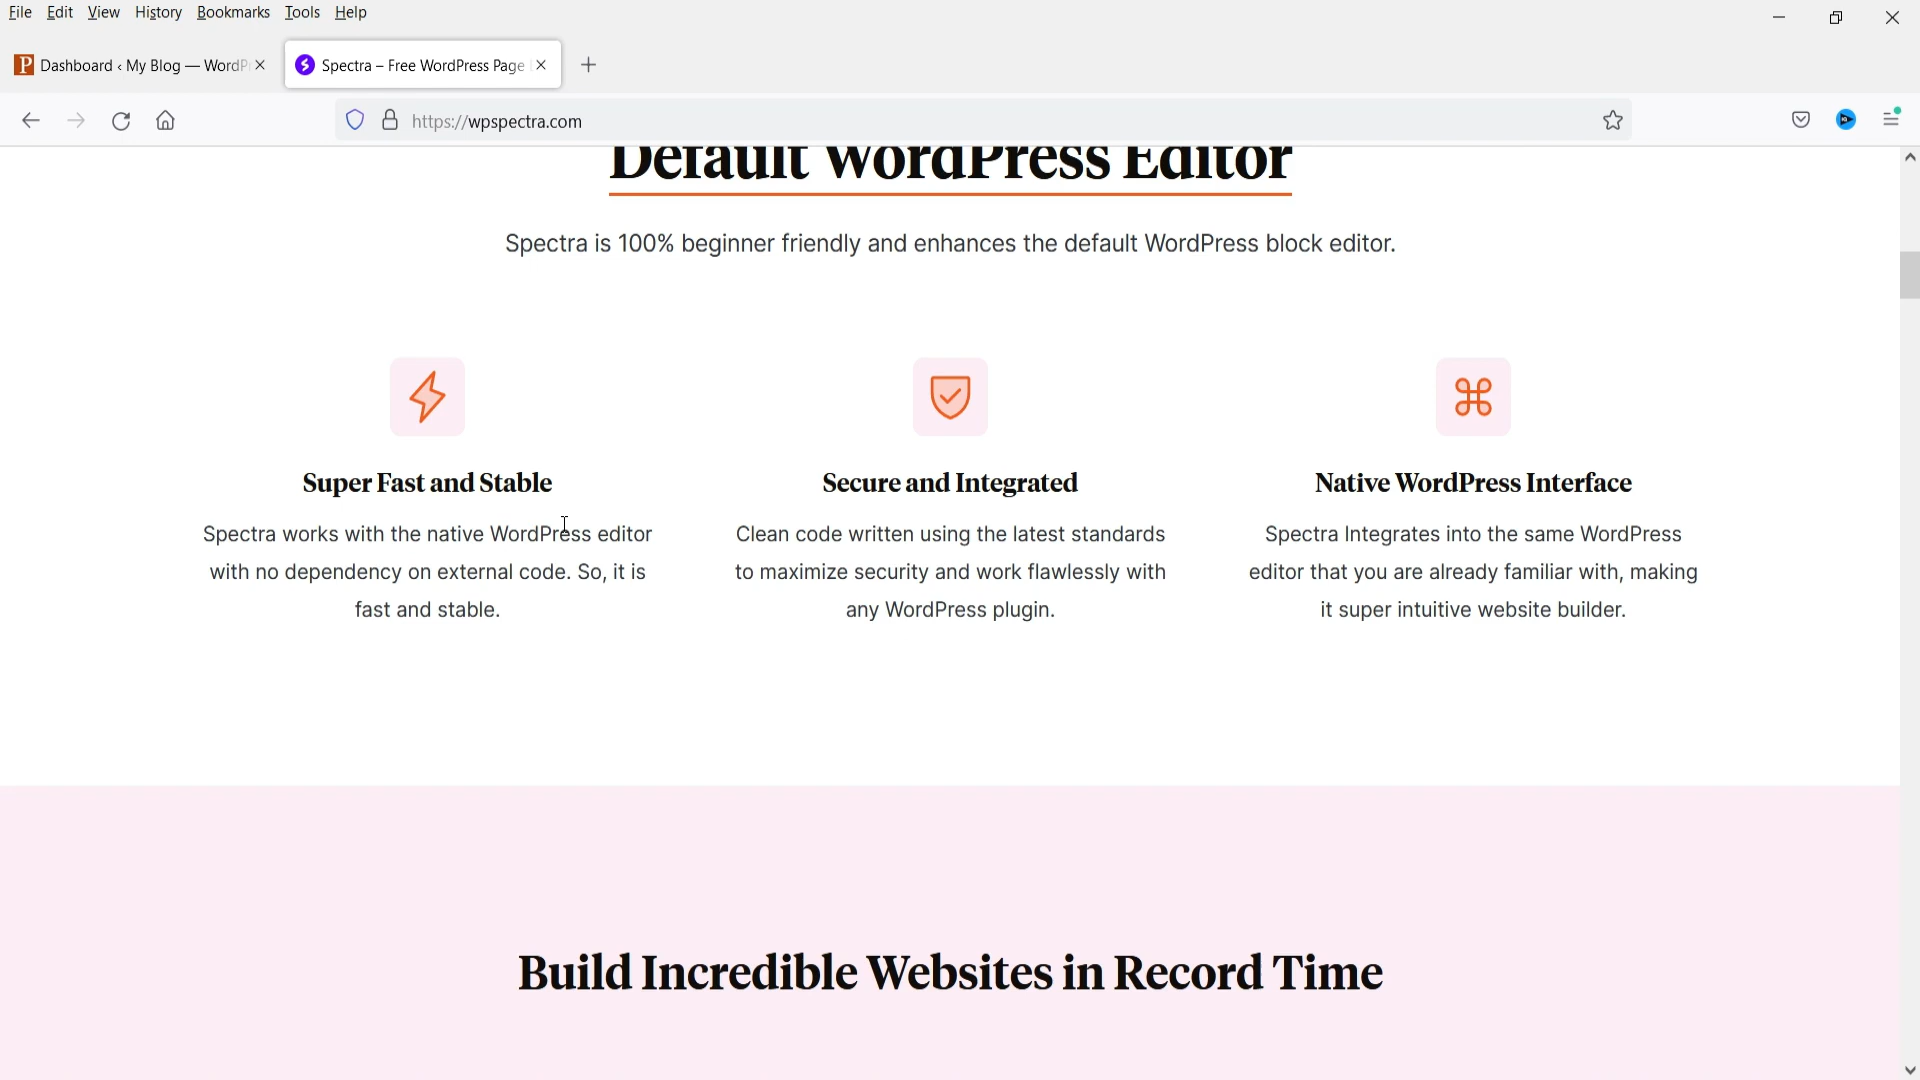 File Edit View History Bookmarks Tools Help
Dashboard ‹ My Blog — WordP
Spectra – Free WordPress Page
https://wpspectra.com
Default WordPress Editor
Spectra is 100% beginner friendly and enhances the default WordPress block editor.
Super Fast and Stable
Spectra works with the native WordPress editor
with no dependency on external code. So, it is
fast and stable.
Secure and Integrated
Clean code written using the latest standards
to maximize security and work flawlessly with
any WordPress plugin.
Native WordPress Interface
Spectra Integrates into the same WordPress
editor that you are already familiar with, making
it super intuitive website builder.
Build Incredible Websites in Record Time